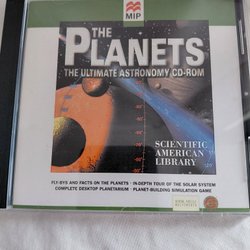 MIP
THE
PLANETS
THE ULTIMATE ASTRONOMY CD-ROM
SCIENTIFIC
AMERICAN
LIBRARY
FLY-BYS AND FACTS ON THE PLANETS · IN-DEPTH TOUR OF THE SOLAR SYSTEM
COMPLETE DESKTOP PLANETARIUM · PLANET-BUILDING SIMULATION GAME